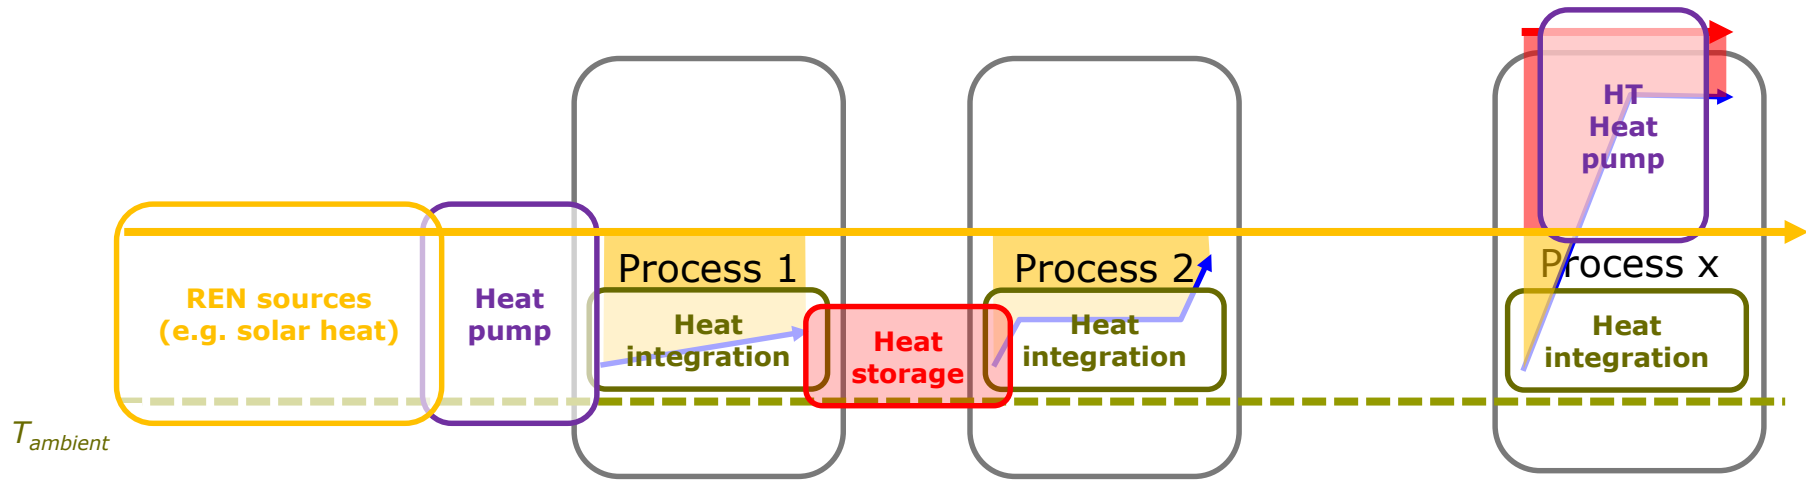 HT
Heat
pump
Process 1
Process 2
Process x
REN sources
(e.g. solar heat)
Heat
pump
Heat
integration
Heat
storage
Heat
integration
Heat
integration
Tambient